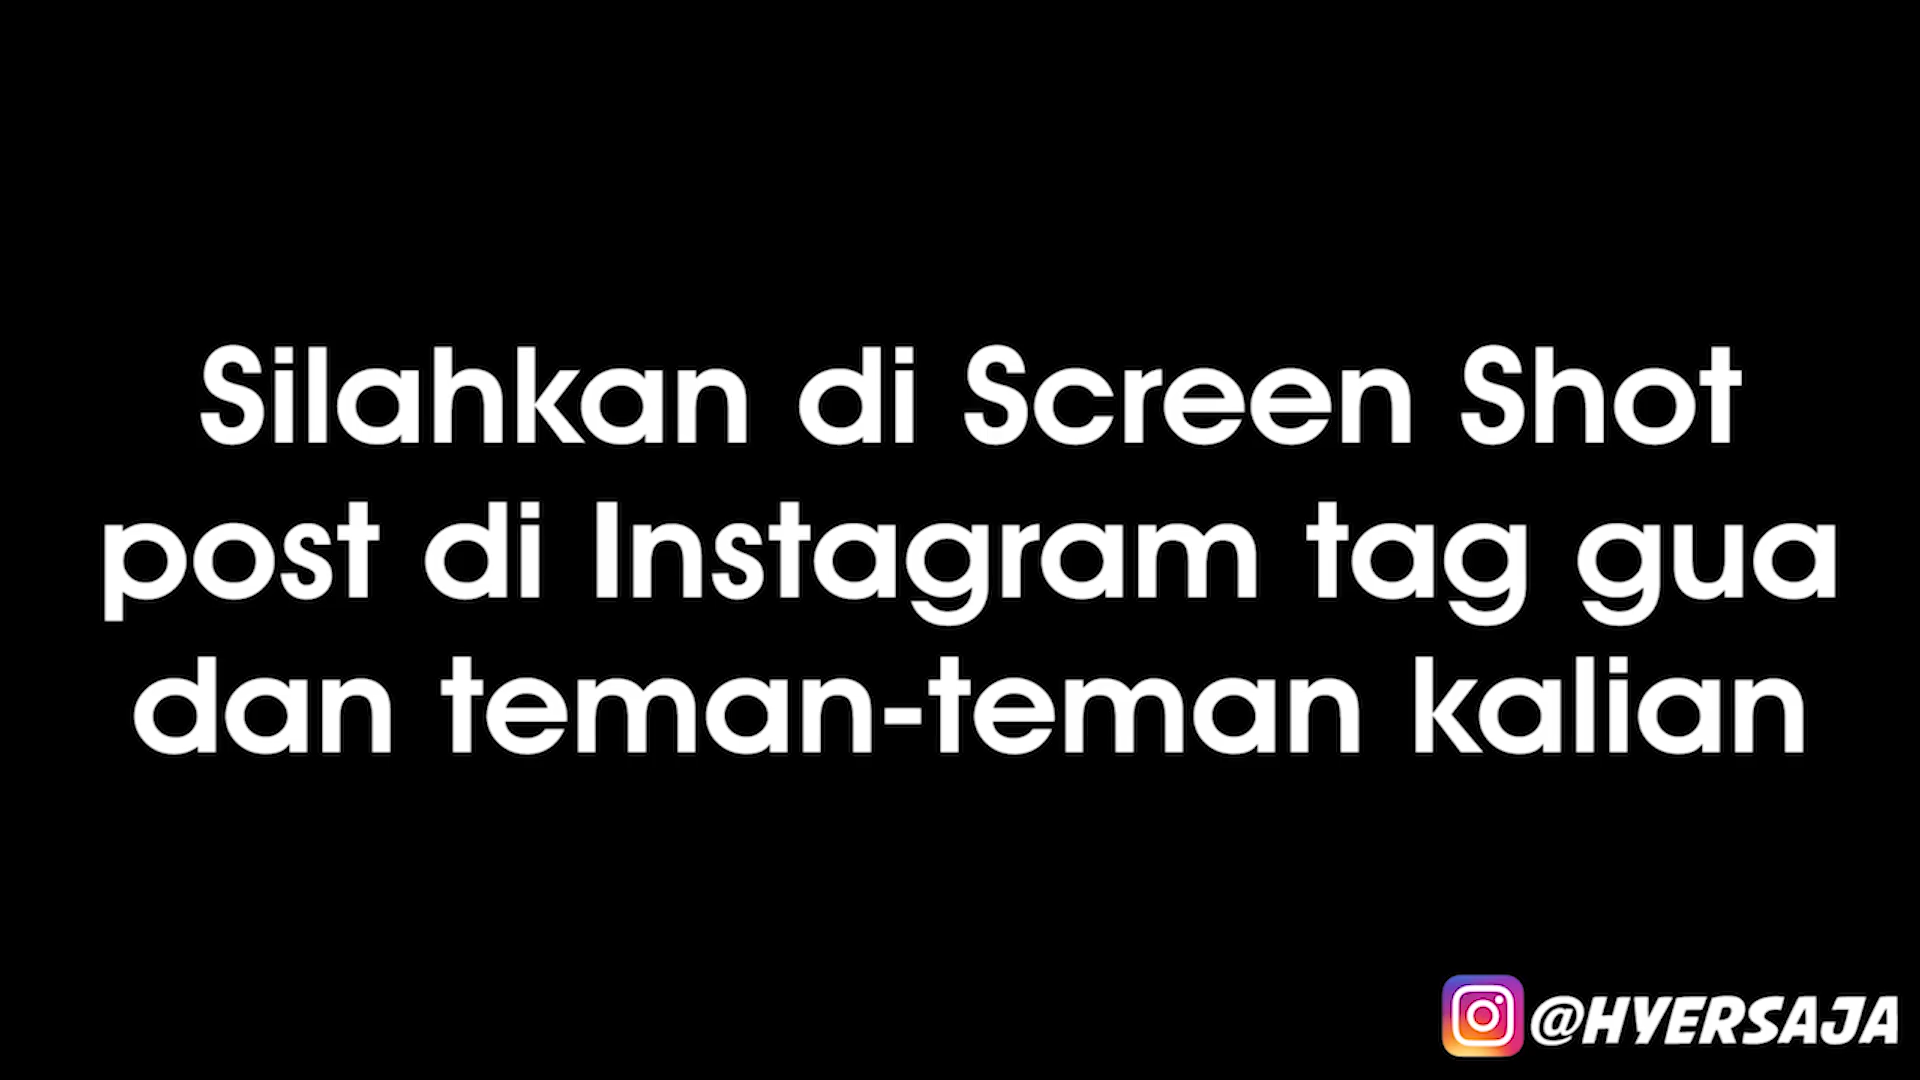 Silahkan di Screen Shot
post di Instagram tag gua
dan teman-teman kalian
@HYERSAJA